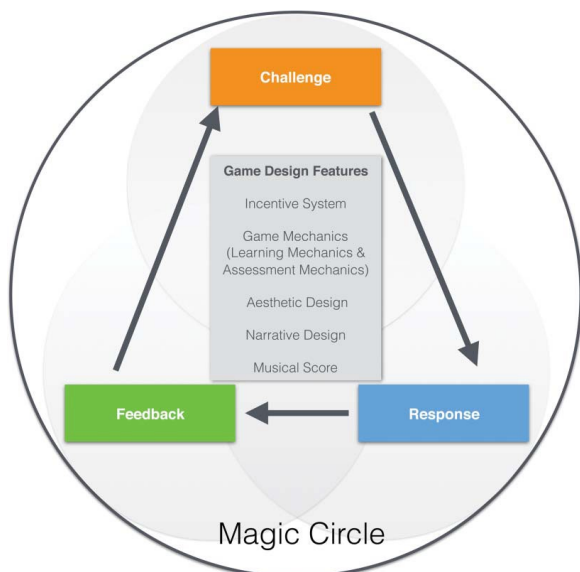 Challenge
Game Design Features
Incentive System
Game Mechanics
(Learning Mechanics &
Assessment Mechanics)
Aesthetic Design
Narrative Design
Musical Score
Feedback
Response
Magic Circle